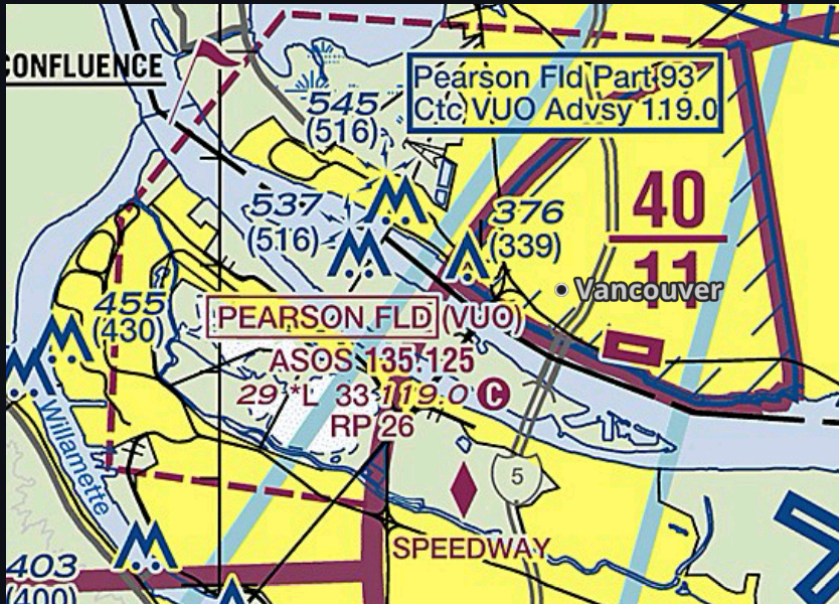 CONFLUENCE
Pearson Fld Part 93
Ctc VUO Advsy 119.0
545
(516)
537
(516)
376
(339)
40
11
Vancouver
455
(430)
PEARSON FLD (VUO)
ASOS 135.125
29 *L 33 119.0 C
RP 26
Willamette
5
SPEEDWAY
403
(400)